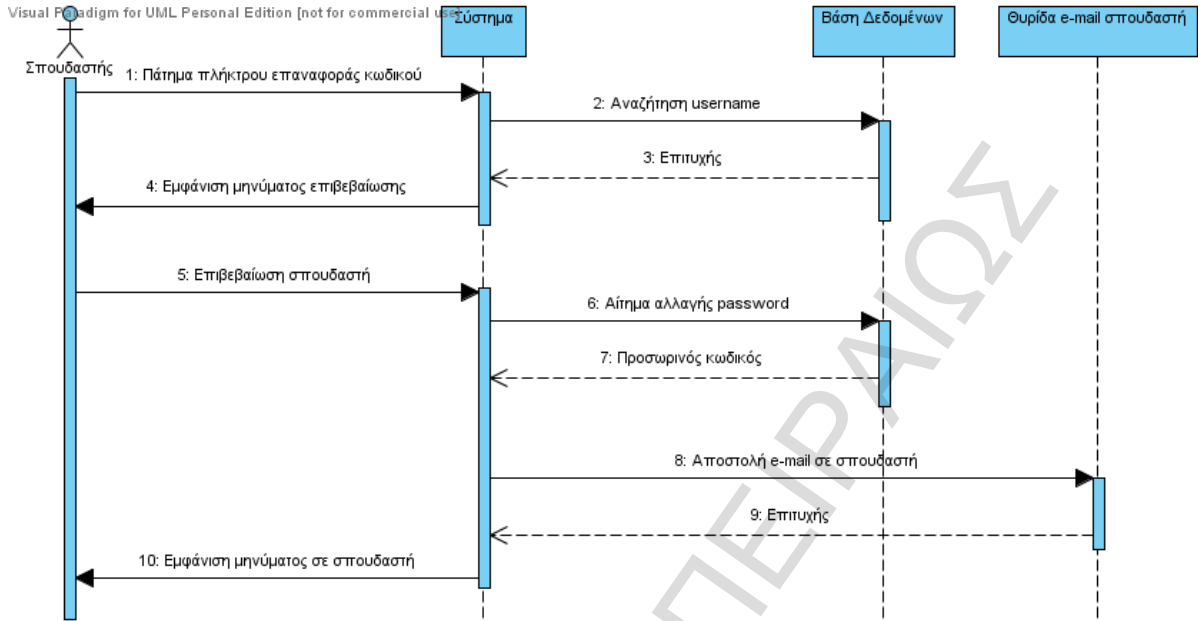 Visual Paradigm for UML Personal Edition [not for commercial use]
Σπουδαστής
Σύστημα
Βάση Δεδομένων
Θυρίδα e-mail σπουδαστή
1: Πάτημα πλήκτρου επαναφοράς κωδικού
2: Αναζήτηση username
3: Επιτυχής
4: Εμφάνιση μηνύματος επιβεβαίωσης
5: Επιβεβαίωση σπουδαστή
6: Αίτημα αλλαγής password
7: Προσωρινός κωδικός
8: Αποστολή e-mail σε σπουδαστή
9: Επιτυχής
10: Εμφάνιση μηνύματος σε σπουδαστή
ΠΕΙΡΑΙΩΣ